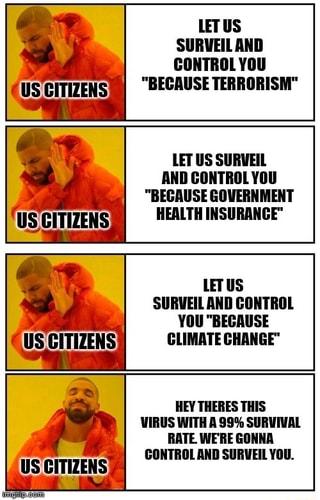 LET US
SURVEIL AND
CONTROL YOU
"BECAUSE TERRORISM"
US CITIZENS
LET US SURVEIL
AND CONTROL YOU
"BECAUSE GOVERNMENT
HEALTH INSURANCE"
US CITIZENS
LET US
SURVEIL AND CONTROL
YOU "BECAUSE
CLIMATE CHANGE"
US CITIZENS
HEY THERES THIS
VIRUS WITH A 99% SURVIVAL
RATE. WE'RE GONNA
CONTROL AND SURVEIL YOU.
US CITIZENS
imgflip.com